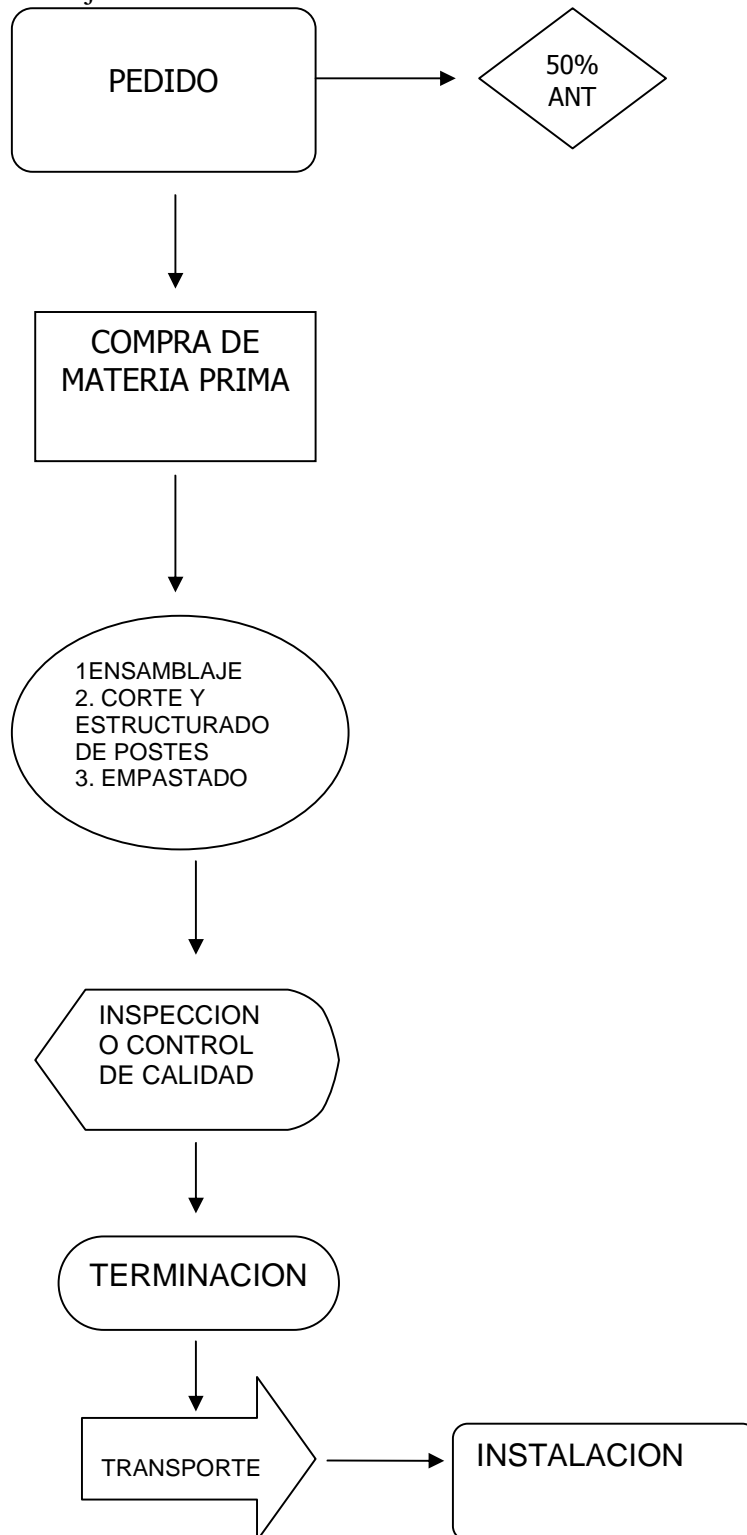 PEDIDO
50%
ANT
COMPRA DE
MATERIA PRIMA
1ENSAMBLAJE
2. CORTE Y
ESTRUCTURADO
DE POSTES
3. EMPASTADO
INSPECCION
O CONTROL
DE CALIDAD
TERMINACION
TRANSPORTE
INSTALACION